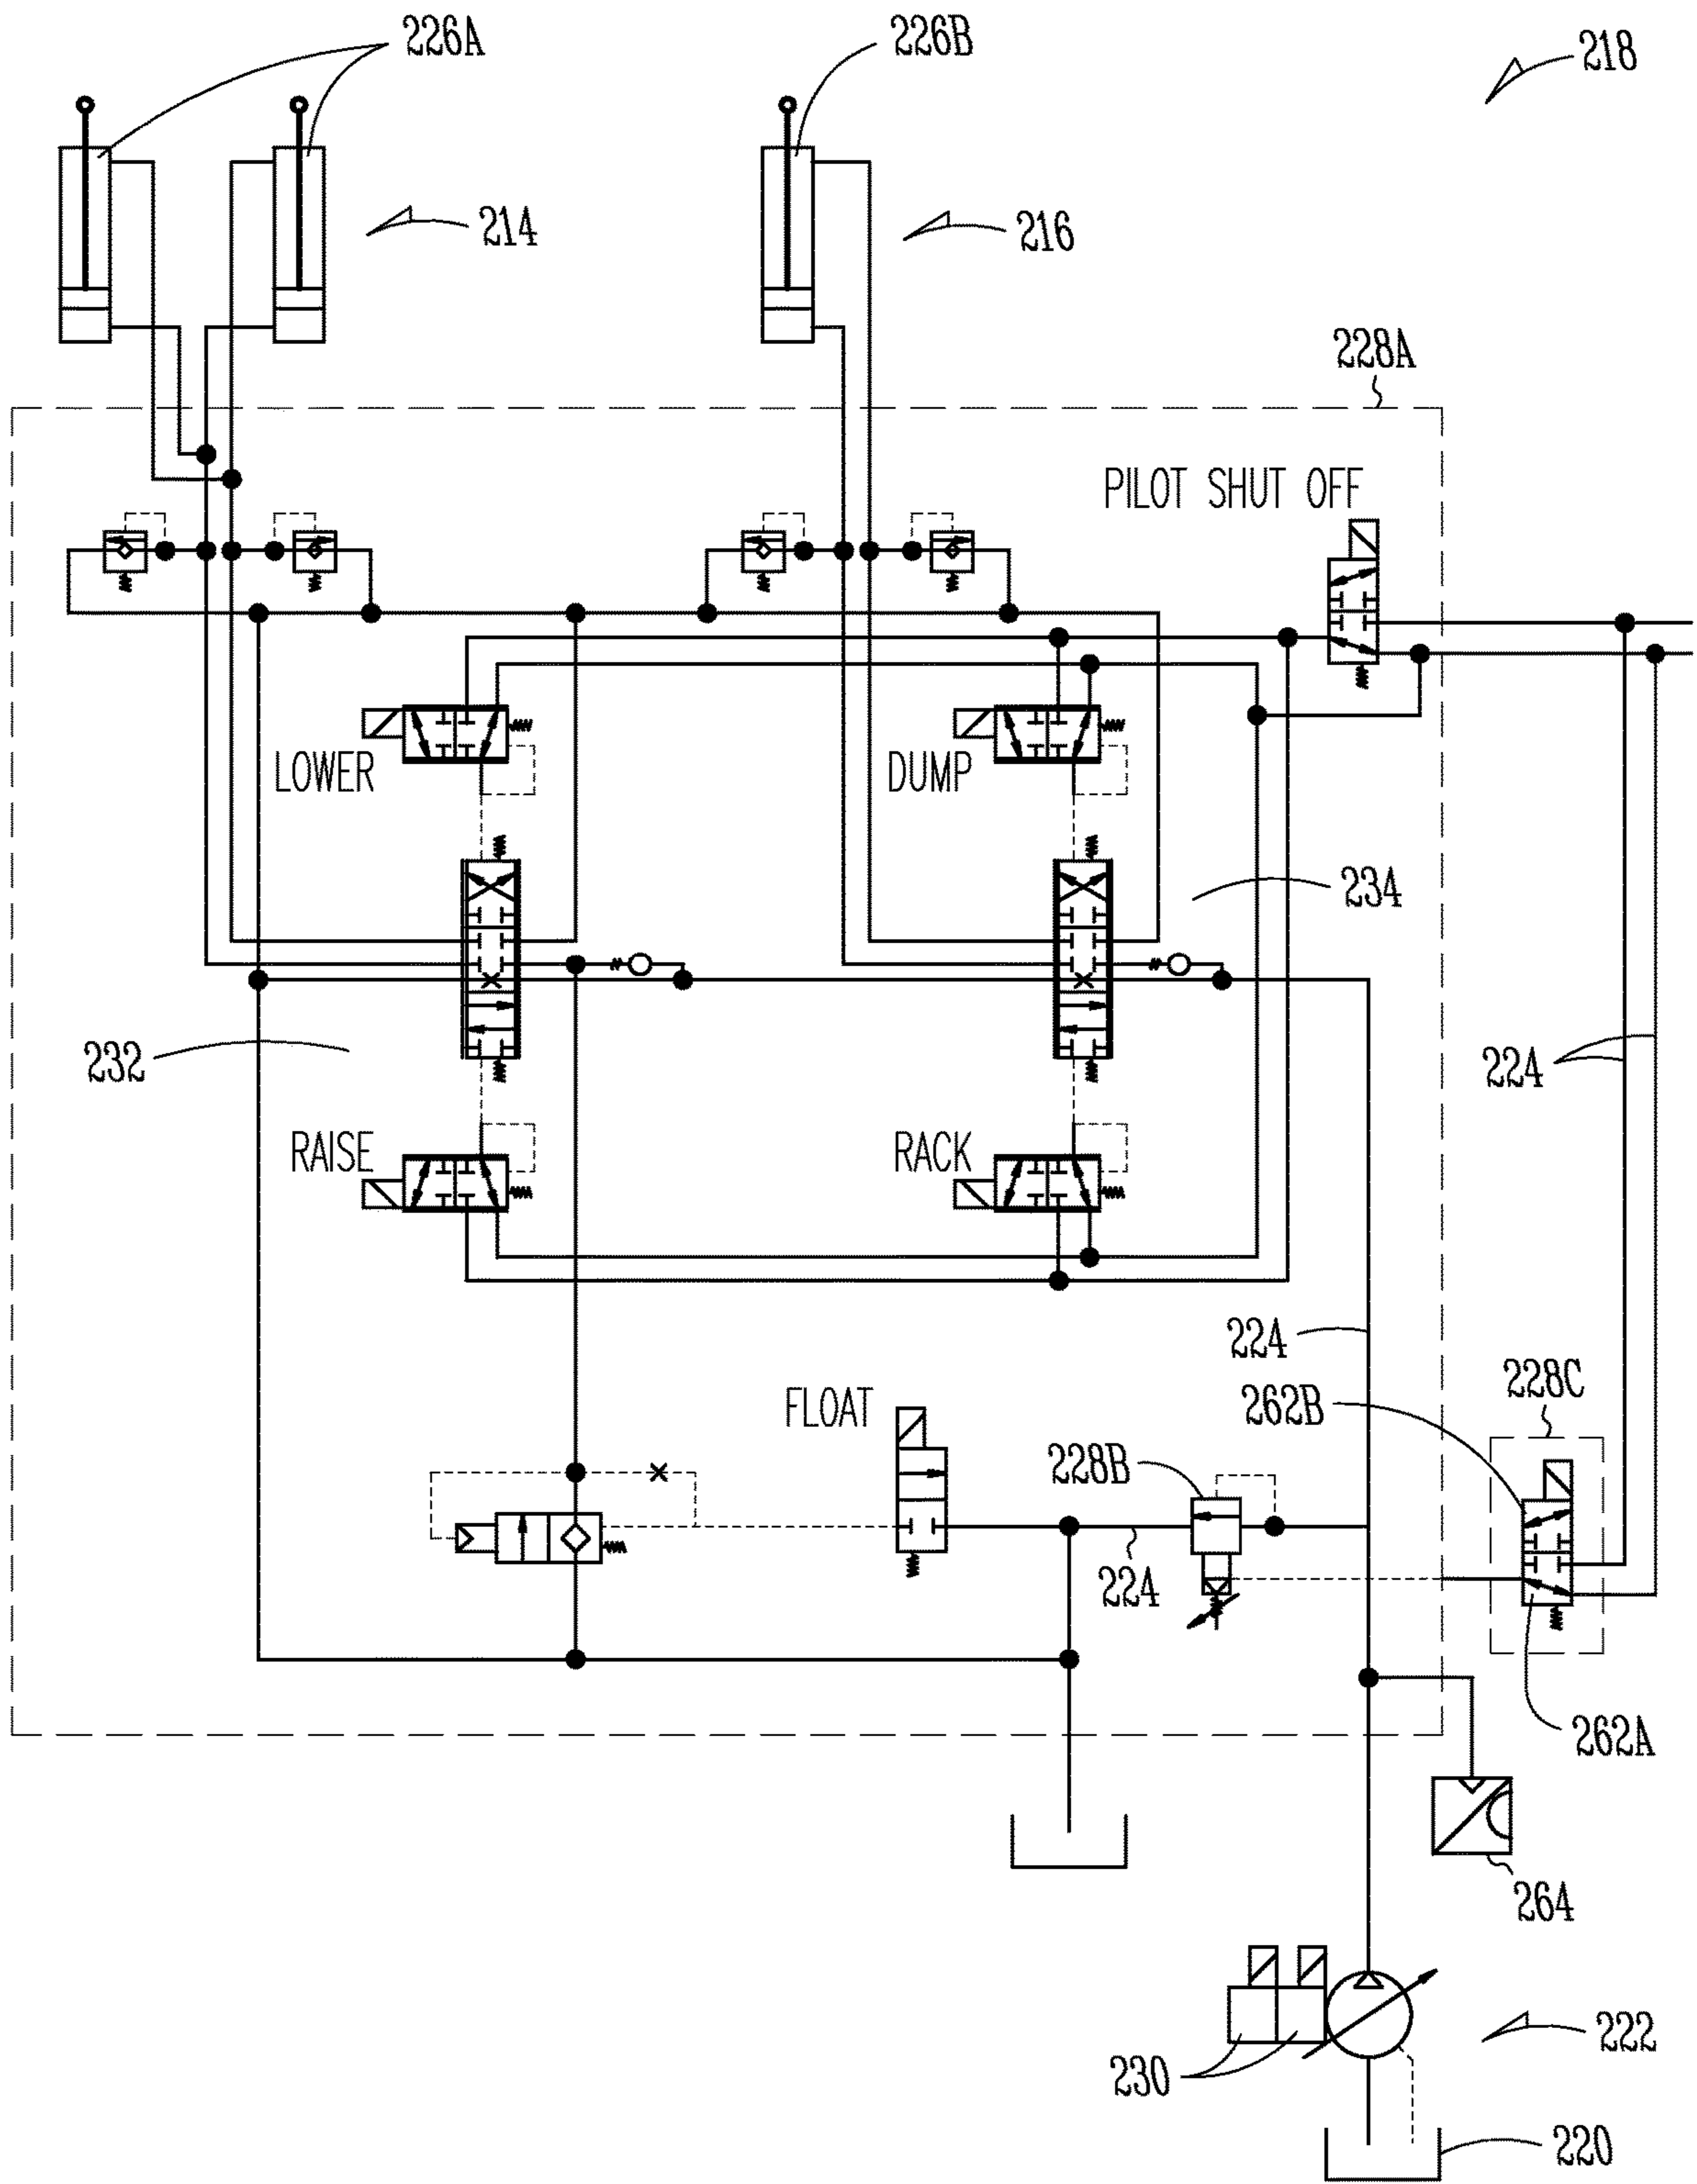 226A
226B
218
214
216
228A
PILOT SHUT OFF
LOWER
DUMP
234
232
224
RAISE
RACK
224
228C
262B
FLOAT
228B
224
262A
264
222
230
220